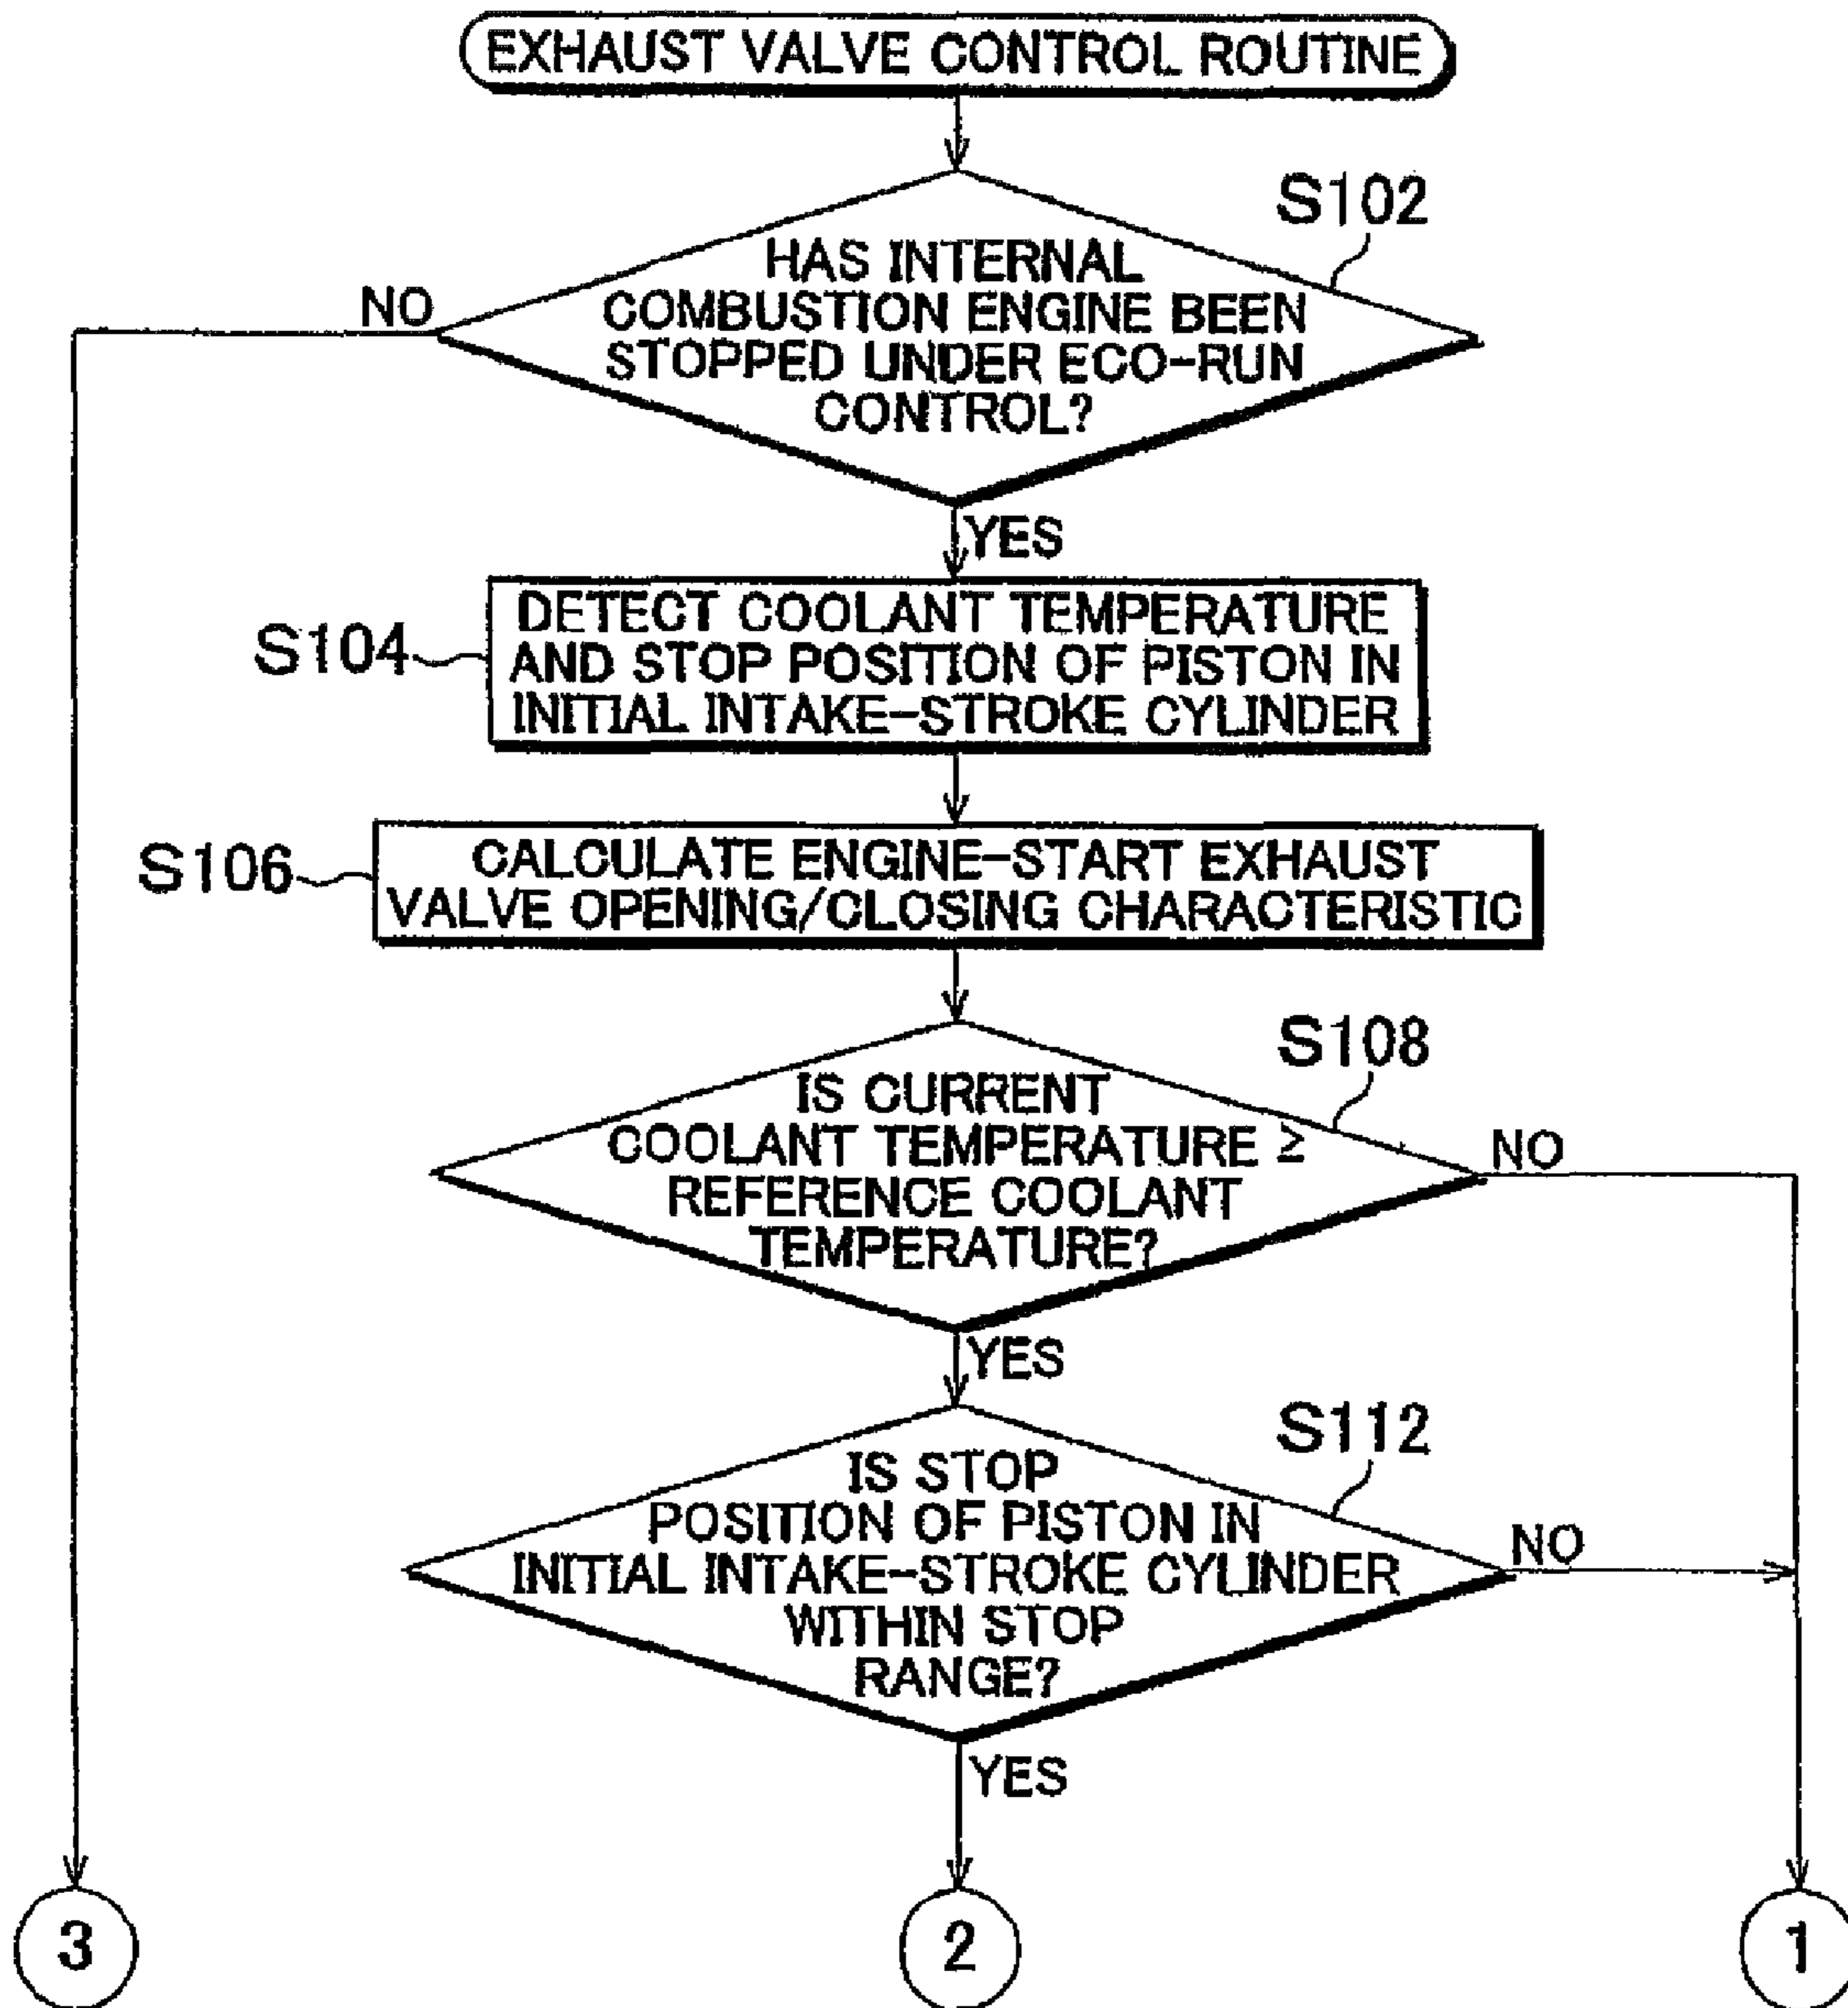 EXHAUST VALVE CONTROL ROUTINE
S102
HAS INTERNAL
COMBUSTION ENGINE BEEN
STOPPED UNDER ECO-RUN
CONTROL?
NO
YES
S104
DETECT COOLANT TEMPERATURE
AND STOP POSITION OF PISTON IN
INITIAL INTAKE-STROKE CYLINDER
S106
CALCULATE ENGINE-START EXHAUST
VALVE OPENING/CLOSING CHARACTERISTIC
S108
IS CURRENT
COOLANT TEMPERATURE ≥
REFERENCE COOLANT
TEMPERATURE?
NO
YES
S112
IS STOP
POSITION OF PISTON IN
INITIAL INTAKE-STROKE CYLINDER
WITHIN STOP
RANGE?
NO
YES
3
2
1